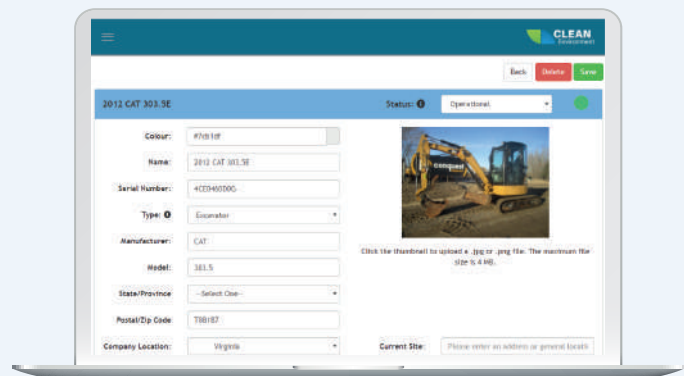 CLEAN
Environment
Back Delete Save
2012 CAT 303.5E
Status: Operational
Colour:
Name: 2012 CAT 303.5E
conquest
Serial Number:
Type: Excavator
Manufacturer: CAT
Click the thumbnail to upload a .jpg or .png file. The maximum file
size is 4 MB.
Model: 303.5
State/Province --Select One--
Postal/Zip Code
Company Location: Virginia
Current Site: Please enter an address or general locati